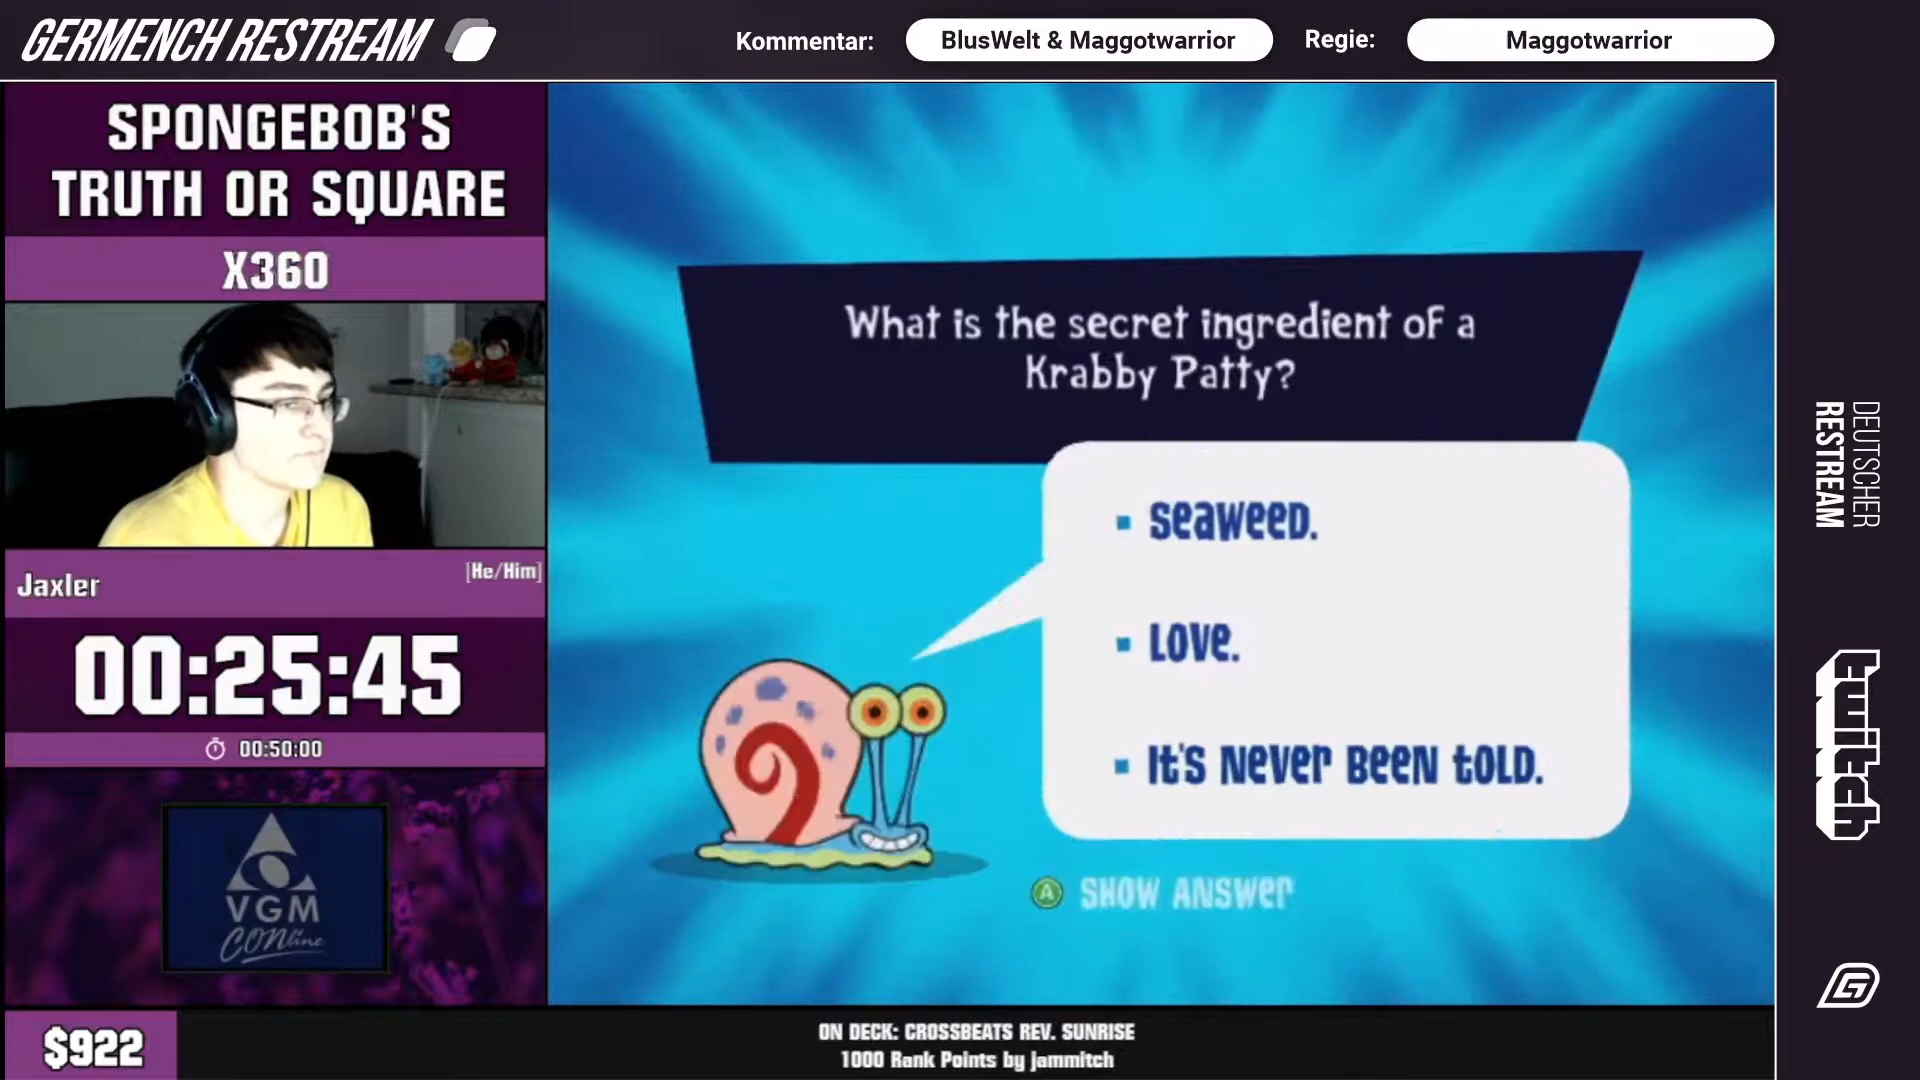 GERMENCH RESTREAM
Kommentar:
BlusWelt & Maggotwarrior
Regie:
Maggotwarrior
SPONGEBOB'S
TRUTH OR SQUARE
X360
Jaxler
[He/Him]
00:25:45
00:50:00
VGM
CONline
$922
What is the secret ingredient of a
Krabby Patty?
Seaweed.
Love.
It's never been told.
A SHOW ANSWER
ON DECK: CROSSBEATS REV. SUNRISE
1000 Rank Points by jammitch
DEUTSCHER
RESTREAM
twitch
G